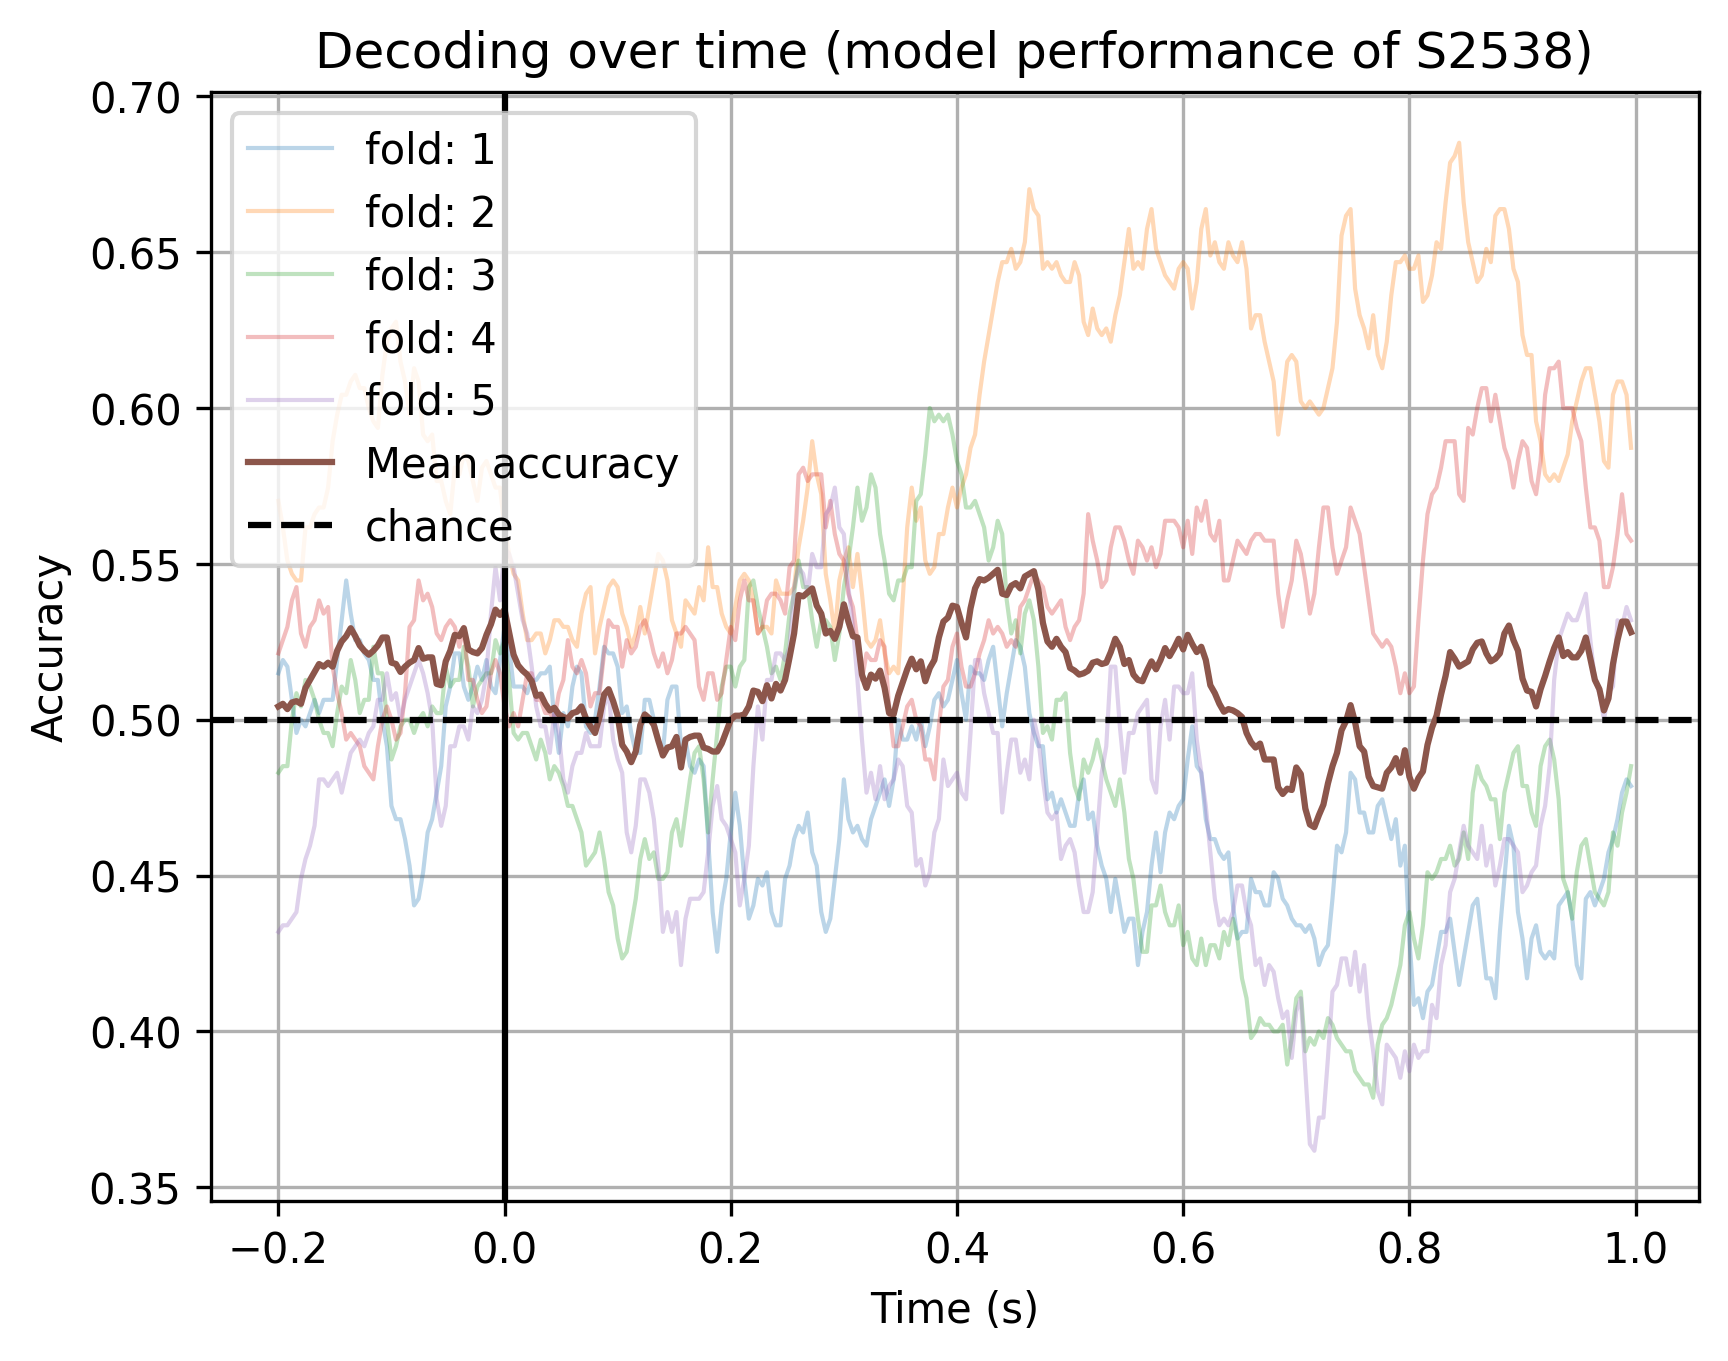 Decoding over time (model performance of S2538)
0.70
0.65
0.60
0.55
0.50
0.45
0.40
0.35
Accuracy
fold: 1
fold: 2
fold: 3
fold: 4
fold: 5
Mean accuracy
chance
−0.2 0.0 0.2 0.4 0.6 0.8 1.0
Time (s)